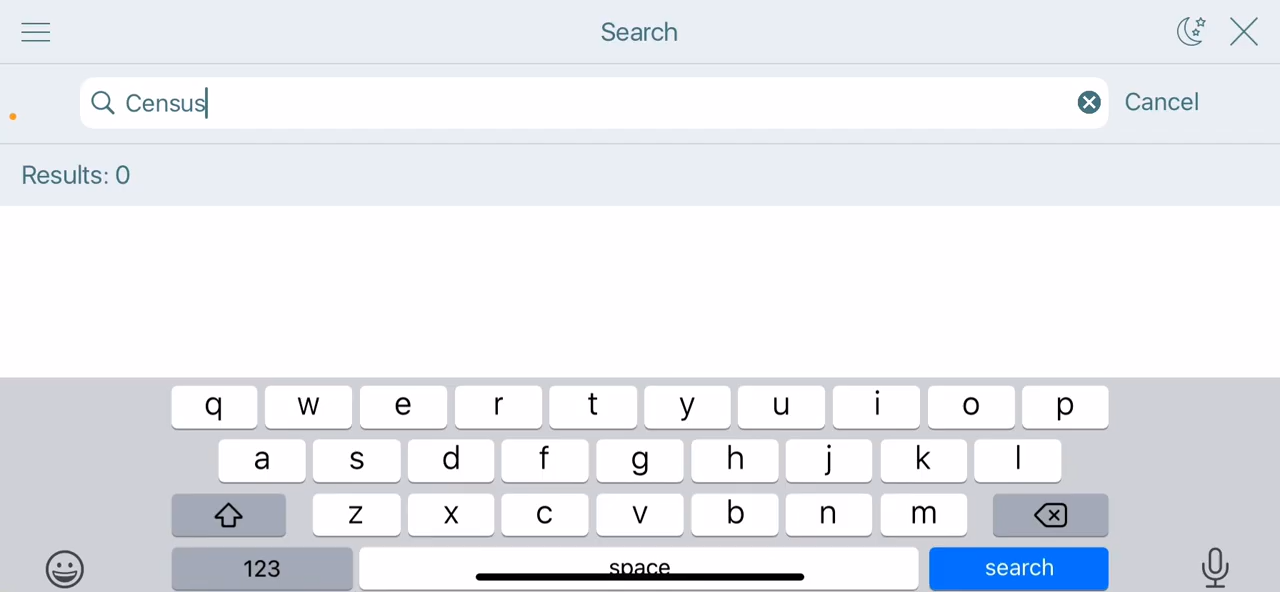 Search
Census
Cancel
Results: 0
q w e r t y u i o p
a s d f g h j k l
z x c v b n m
123 space search